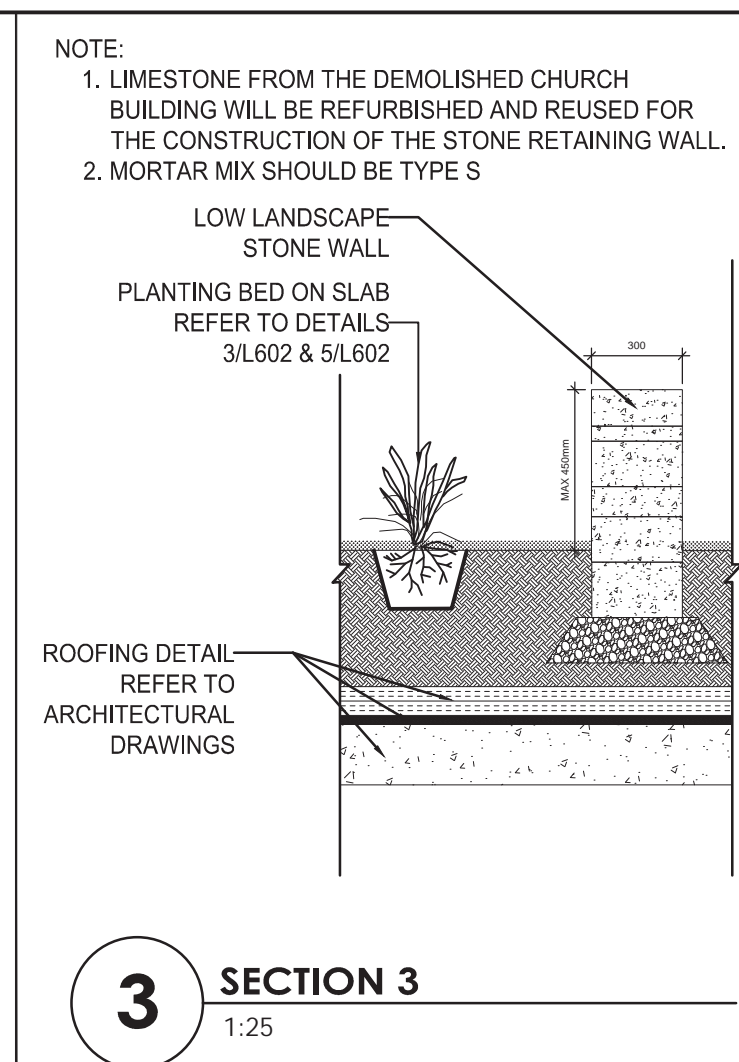 NOTE:
1. LIMESTONE FROM THE DEMOLISHED CHURCH
BUILDING WILL BE REFURBISHED AND REUSED FOR
THE CONSTRUCTION OF THE STONE RETAINING WALL.
2. MORTAR MIX SHOULD BE TYPE S
LOW LANDSCAPE
STONE WALL
PLANTING BED ON SLAB
REFER TO DETAILS
3/L602 & 5/L602
300
MAX 450mm
ROOFING DETAIL
REFER TO
ARCHITECTURAL
DRAWINGS
3
SECTION 3
1:25